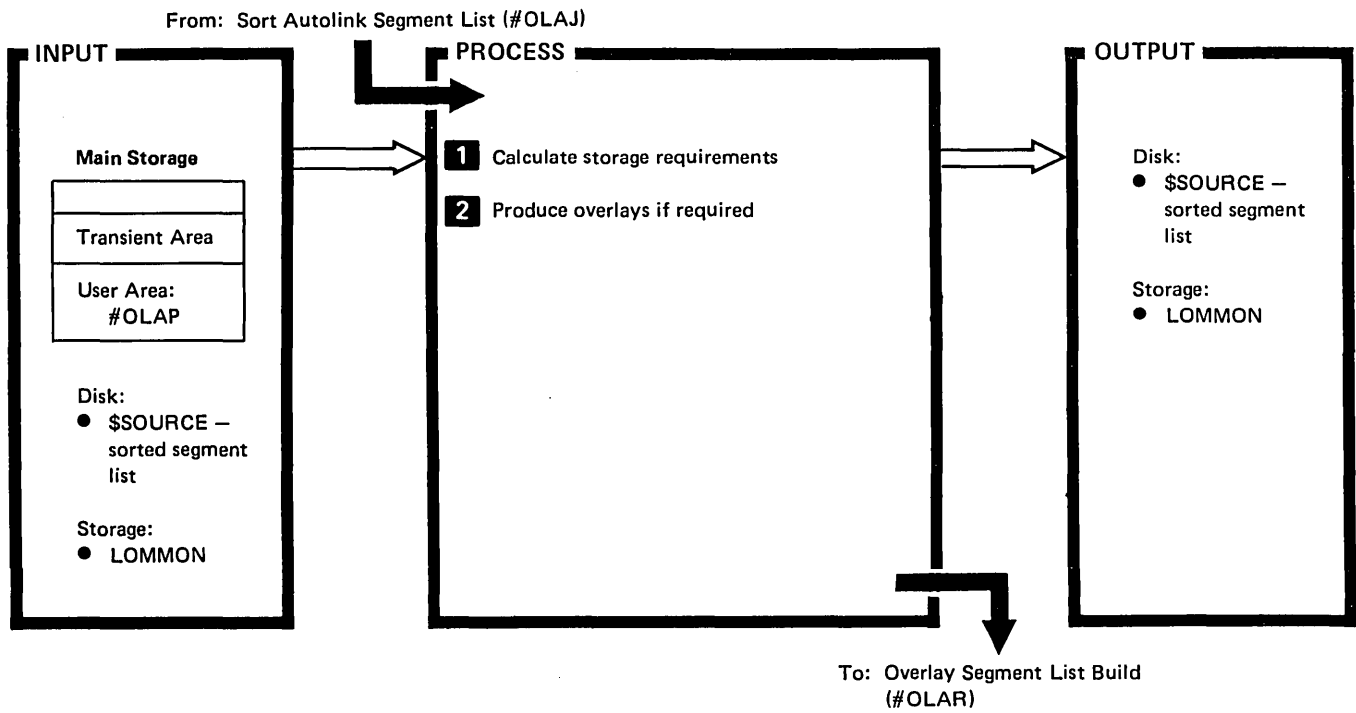 From: Sort Autolink Segment List (#OLAJ)
INPUT
Main Storage
Transient Area
User Area:
#OLAP
Disk:
● $SOURCE —
sorted segment
list
Storage:
● LOMMON
PROCESS
1 Calculate storage requirements
2 Produce overlays if required
OUTPUT
Disk:
● $SOURCE —
sorted segment
list
Storage:
● LOMMON
To: Overlay Segment List Build
(#OLAR)